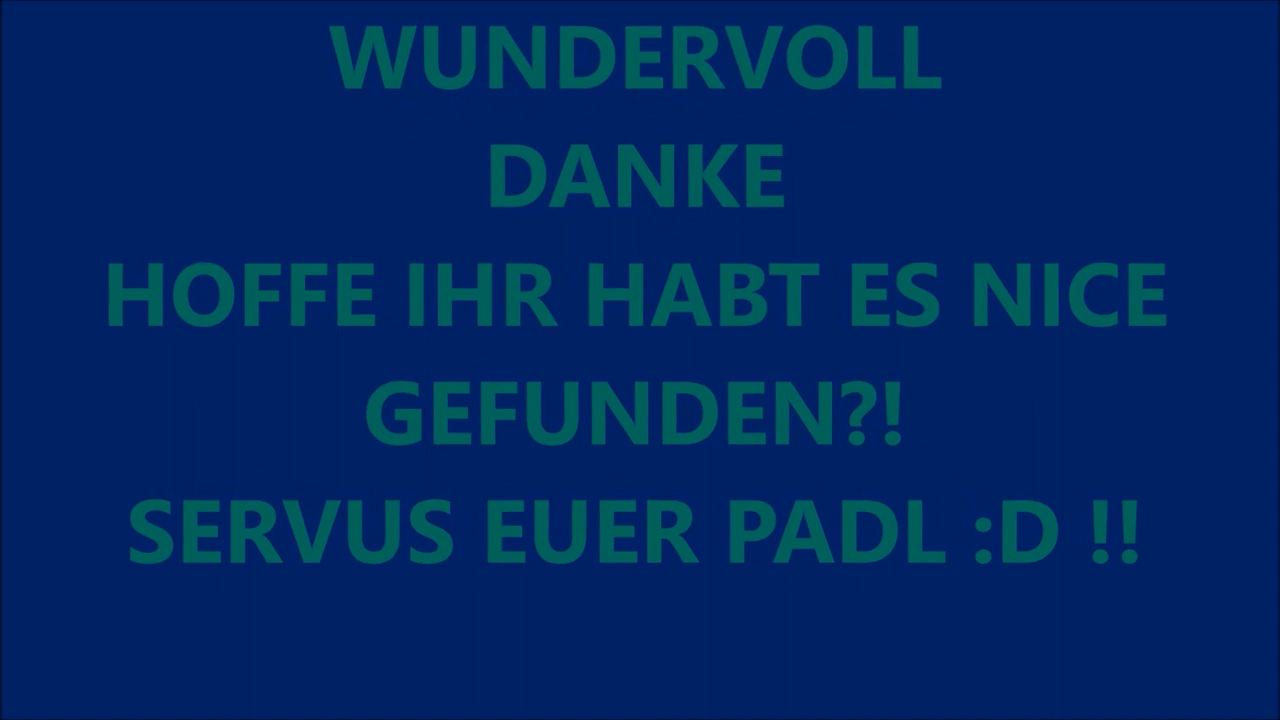 WUNDERVOLL
DANKE
HOFFE IHR HABT ES NICE
GEFUNDEN?!
SERVUS EUER PADL :D !!